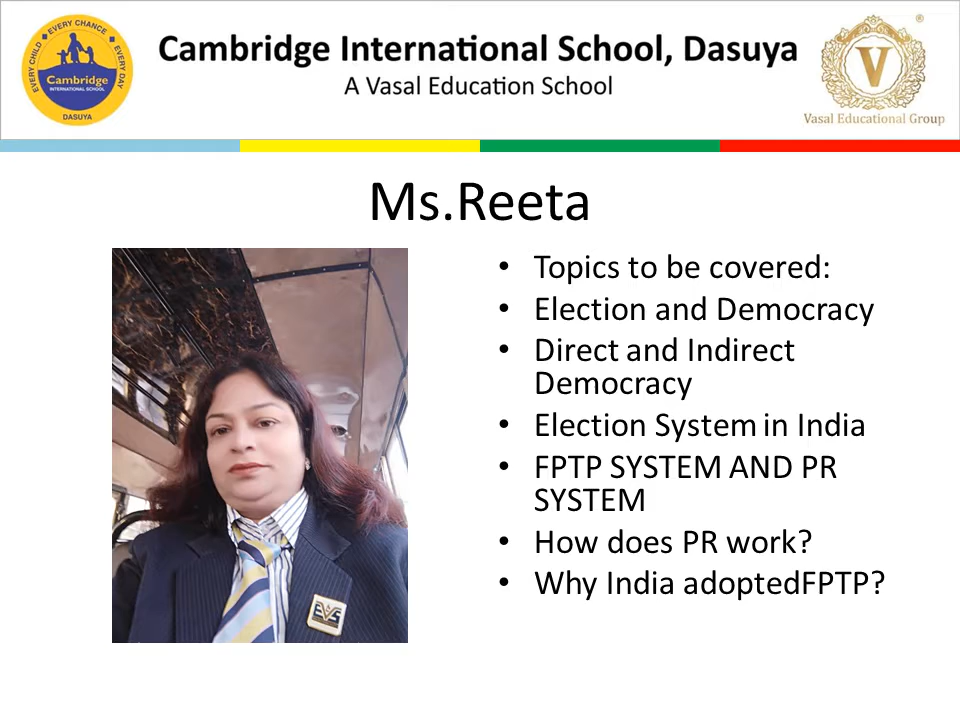 EVERY CHILD ◆ EVERY CHANCE ◆ EVERY DAY
Cambridge
INTERNATIONAL SCHOOL
DASUYA
Cambridge International School, Dasuya
A Vasal Education School
®
V
Vasal Educational Group
Ms.Reeta
• Topics to be covered:
• Election and Democracy
• Direct and Indirect
Democracy
• Election System in India
• FPTP SYSTEM AND PR
SYSTEM
• How does PR work?
• Why India adoptedFPTP?